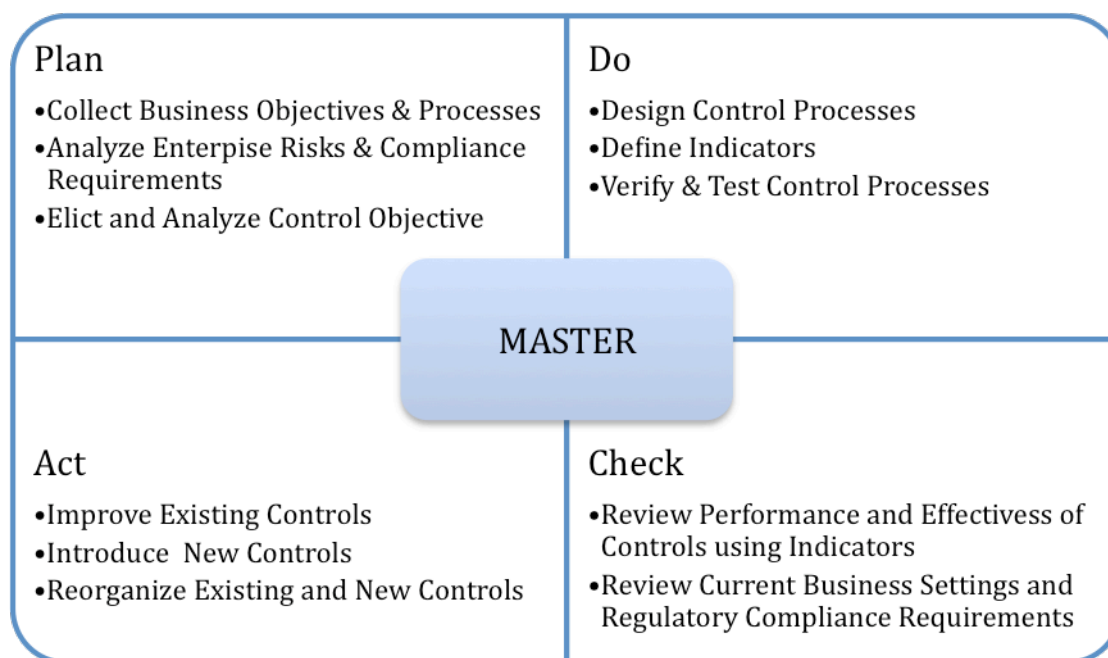 Plan
•Collect Business Objectives & Processes
•Analyze Enterpise Risks & Compliance
Requirements
•Elict and Analyze Control Objective
Do
•Design Control Processes
•Define Indicators
•Verify & Test Control Processes
MASTER
Act
•Improve Existing Controls
•Introduce  New Controls
•Reorganize Existing and New Controls
Check
•Review Performance and Effectivess of
Controls using Indicators
•Review Current Business Settings and
Regulatory Compliance Requirements